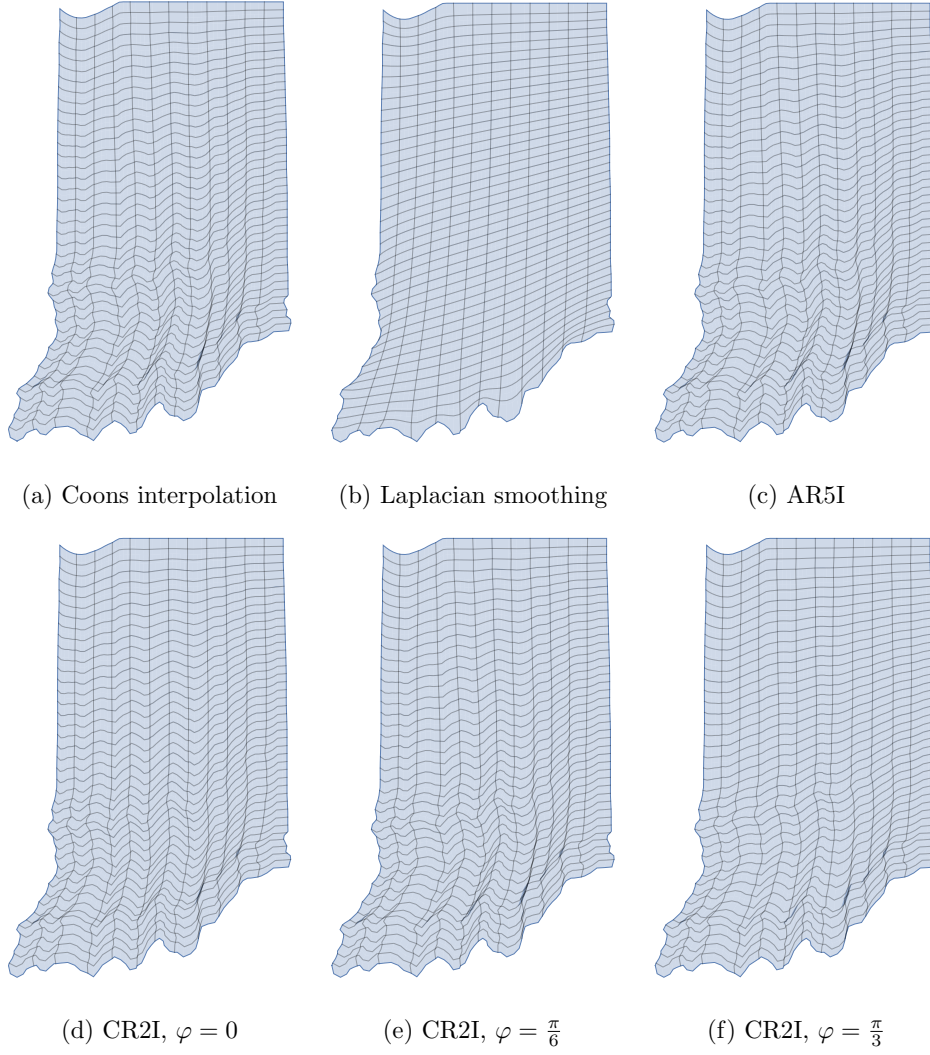 (a) Coons interpolation
(b) Laplacian smoothing
(c) AR5I
(d) CR2I, φ = 0
(e) CR2I, φ = π/6
(f) CR2I, φ = π/3